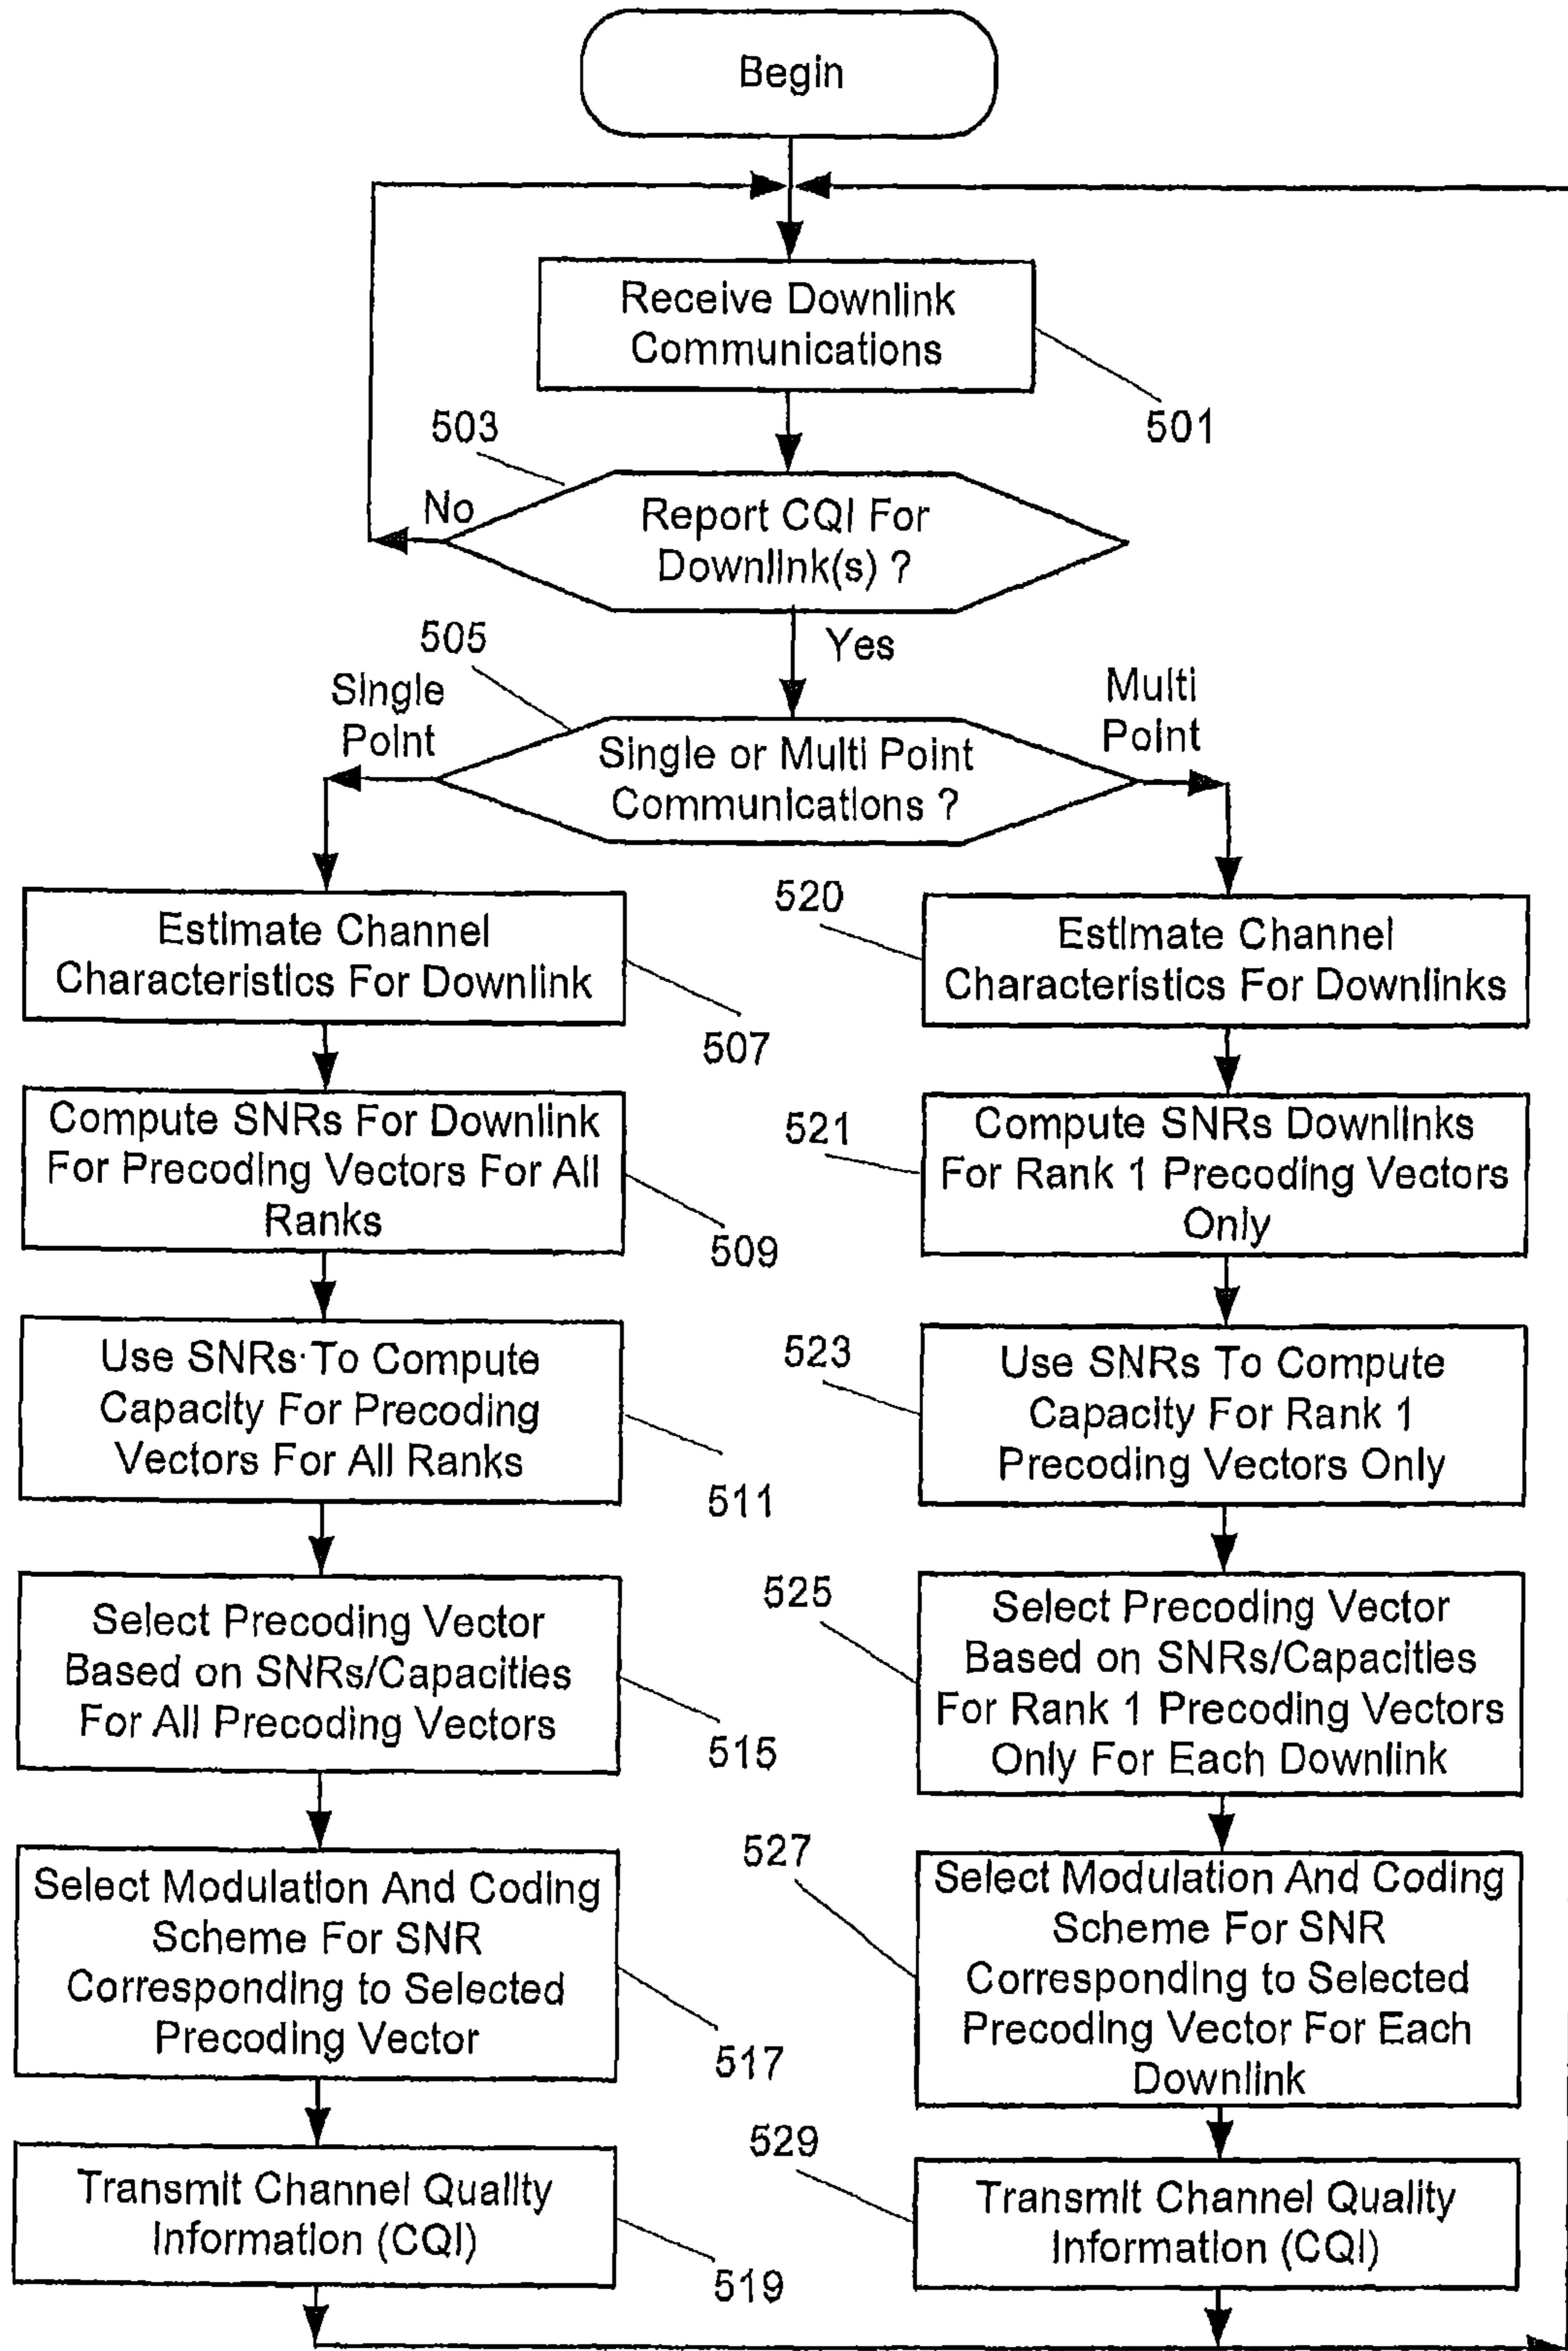 Begin
Receive Downlink
Communications
501
503
No
Report CQI For
Downlink(s) ?
Yes
505
Single
Point
Multi
Point
Single or Multi Point
Communications ?
Estimate Channel
Characteristics For Downlink
507
520
Estimate Channel
Characteristics For Downlinks
Compute SNRs For Downlink
For Precoding Vectors For All
Ranks
509
521
Compute SNRs Downlinks
For Rank 1 Precoding Vectors
Only
Use SNRs To Compute
Capacity For Precoding
Vectors For All Ranks
511
523
Use SNRs To Compute
Capacity For Rank 1
Precoding Vectors Only
Select Precoding Vector
Based on SNRs/Capacities
For All Precoding Vectors
515
525
Select Precoding Vector
Based on SNRs/Capacities
For Rank 1 Precoding Vectors
Only For Each Downlink
Select Modulation And Coding
Scheme For SNR
Corresponding to Selected
Precoding Vector
517
527
Select Modulation And Coding
Scheme For SNR
Corresponding to Selected
Precoding Vector For Each
Downlink
Transmit Channel Quality
Information (CQI)
519
529
Transmit Channel Quality
Information (CQI)